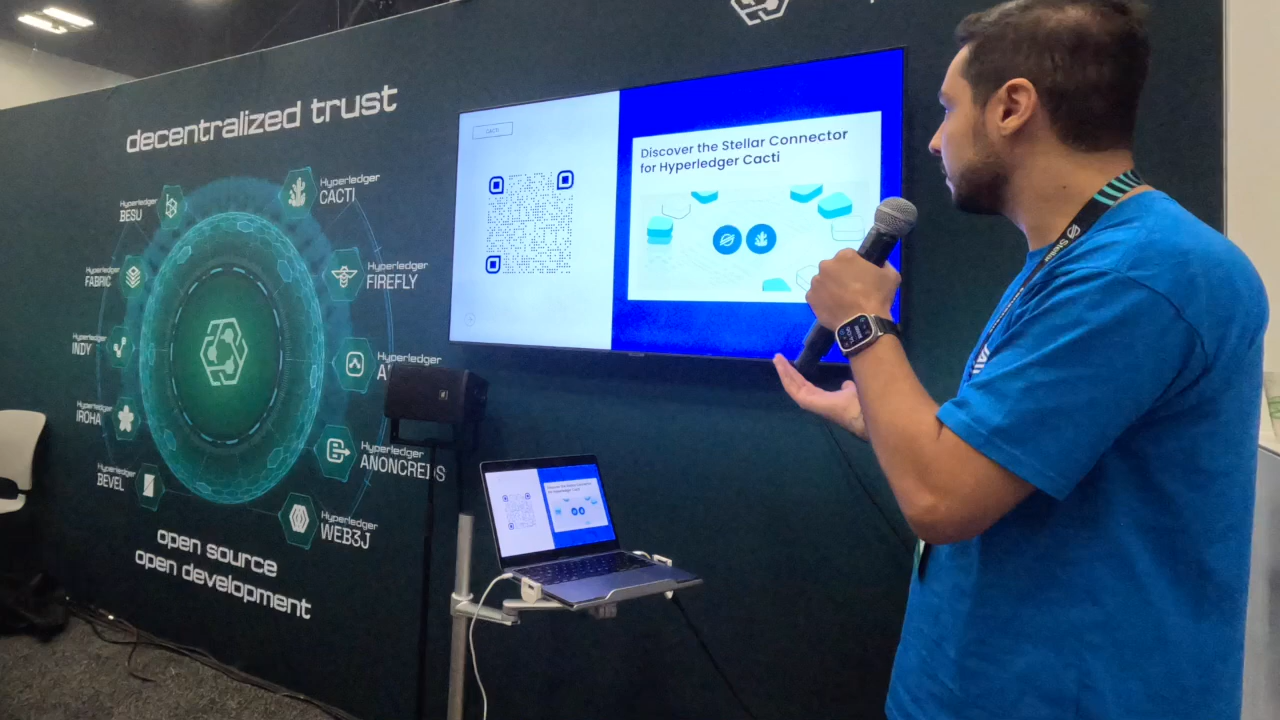 decentralized trust
Hyperledger
BESU
Hyperledger
CACTI
Hyperledger
FABRIC
Hyperledger
FIREFLY
Hyperledger
INDY
Hyperledger
Hyperledger
IROHA
Hyperledger
ANONCREDS
Hyperledger
BEVEL
Hyperledger
WEB3J
open source
open development
Discover the Stellar Connector
for Hyperledger Cacti
Stellar